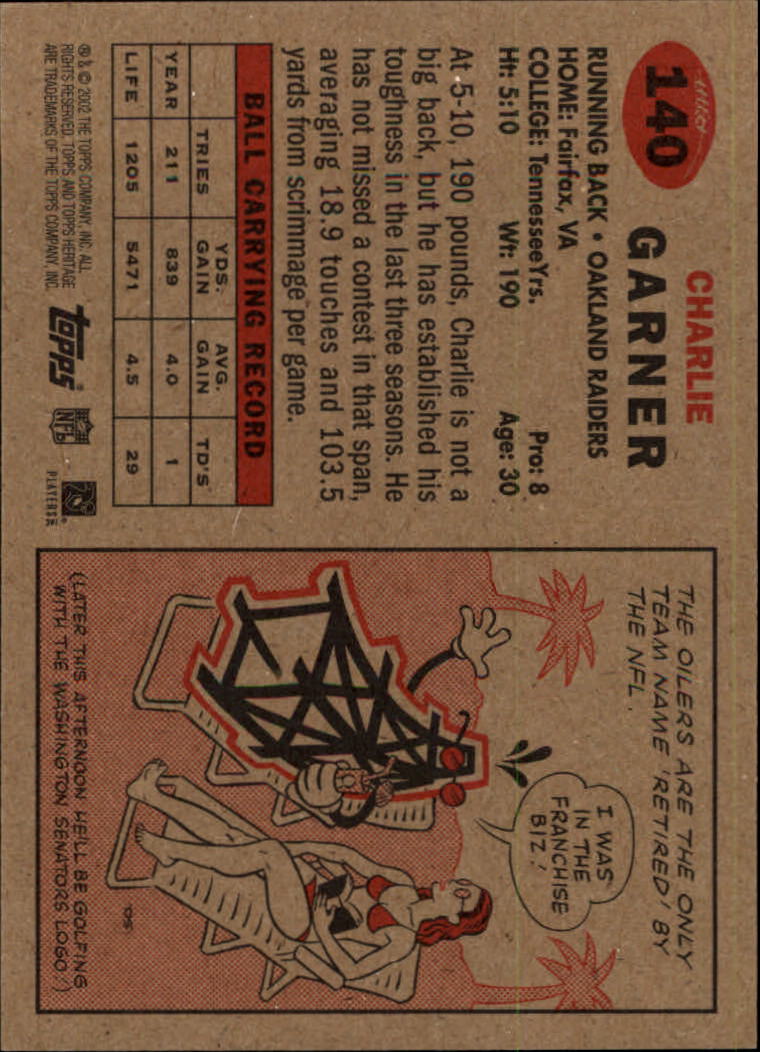 140
CHARLIE
GARNER
RUNNING BACK • OAKLAND RAIDERS
HOME: Fairfax, VA
COLLEGE: TennesseeYrs. Pro: 8
Ht: 5:10 Wt: 190 Age: 30
At 5-10, 190 pounds, Charlie is not a
big back, but he has established his
toughness in the last three seasons. He
has not missed a contest in that span,
averaging 18.9 touches and 103.5
yards from scrimmage per game.
BALL CARRYING RECORD
TRIES YDS. GAIN AVG. GAIN TD'S
YEAR 211 839 4.0 1
LIFE 1205 5471 4.5 29
® & © 2002 THE TOPPS COMPANY, INC. ALL
RIGHTS RESERVED. TOPPS AND TOPPS HERITAGE
ARE TRADEMARKS OF THE TOPPS COMPANY, INC.
topps®
NFL
PLAYERS
THE OILERS ARE THE ONLY
TEAM NAME 'RETIRED' BY
THE NFL.
I WAS
IN THE
FRANCHISE
BIZ.!
(LATER THIS AFTERNOON WE'LL BE GOLFING
WITH THE WASHINGTON SENATORS LOGO!)